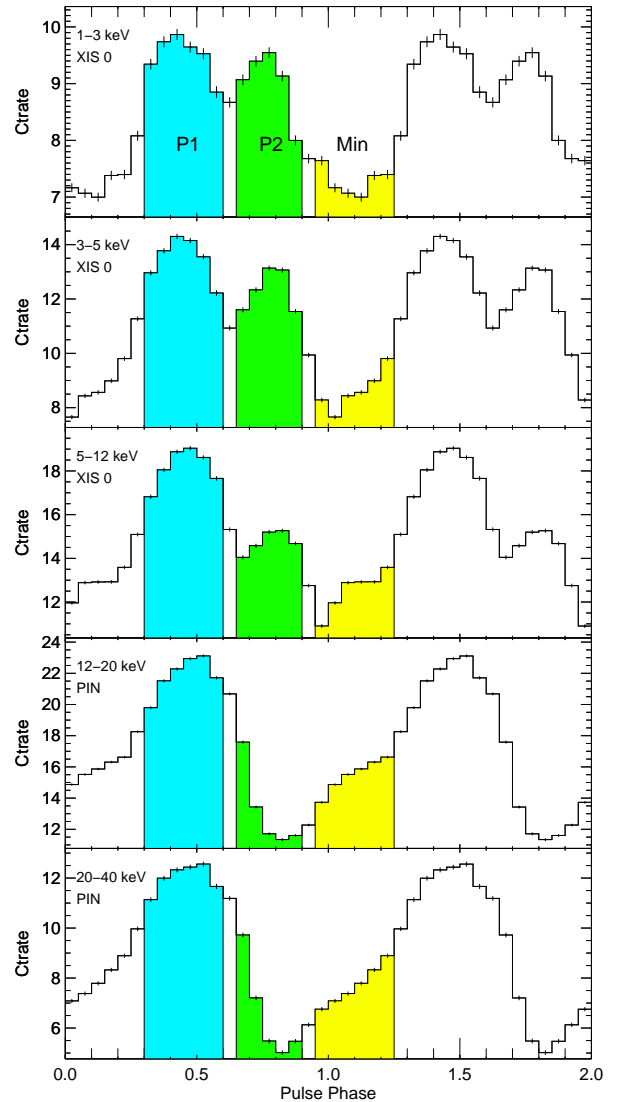 10
9
8
7
Ctrate
1–3 keV
XIS 0
P1
P2
Min
14
12
10
8
Ctrate
3–5 keV
XIS 0
18
16
14
12
Ctrate
5–12 keV
XIS 0
24
22
20
18
16
14
12
Ctrate
12–20 keV
PIN
12
10
8
6
Ctrate
20–40 keV
PIN
0.0 0.5 1.0 1.5 2.0
Pulse Phase